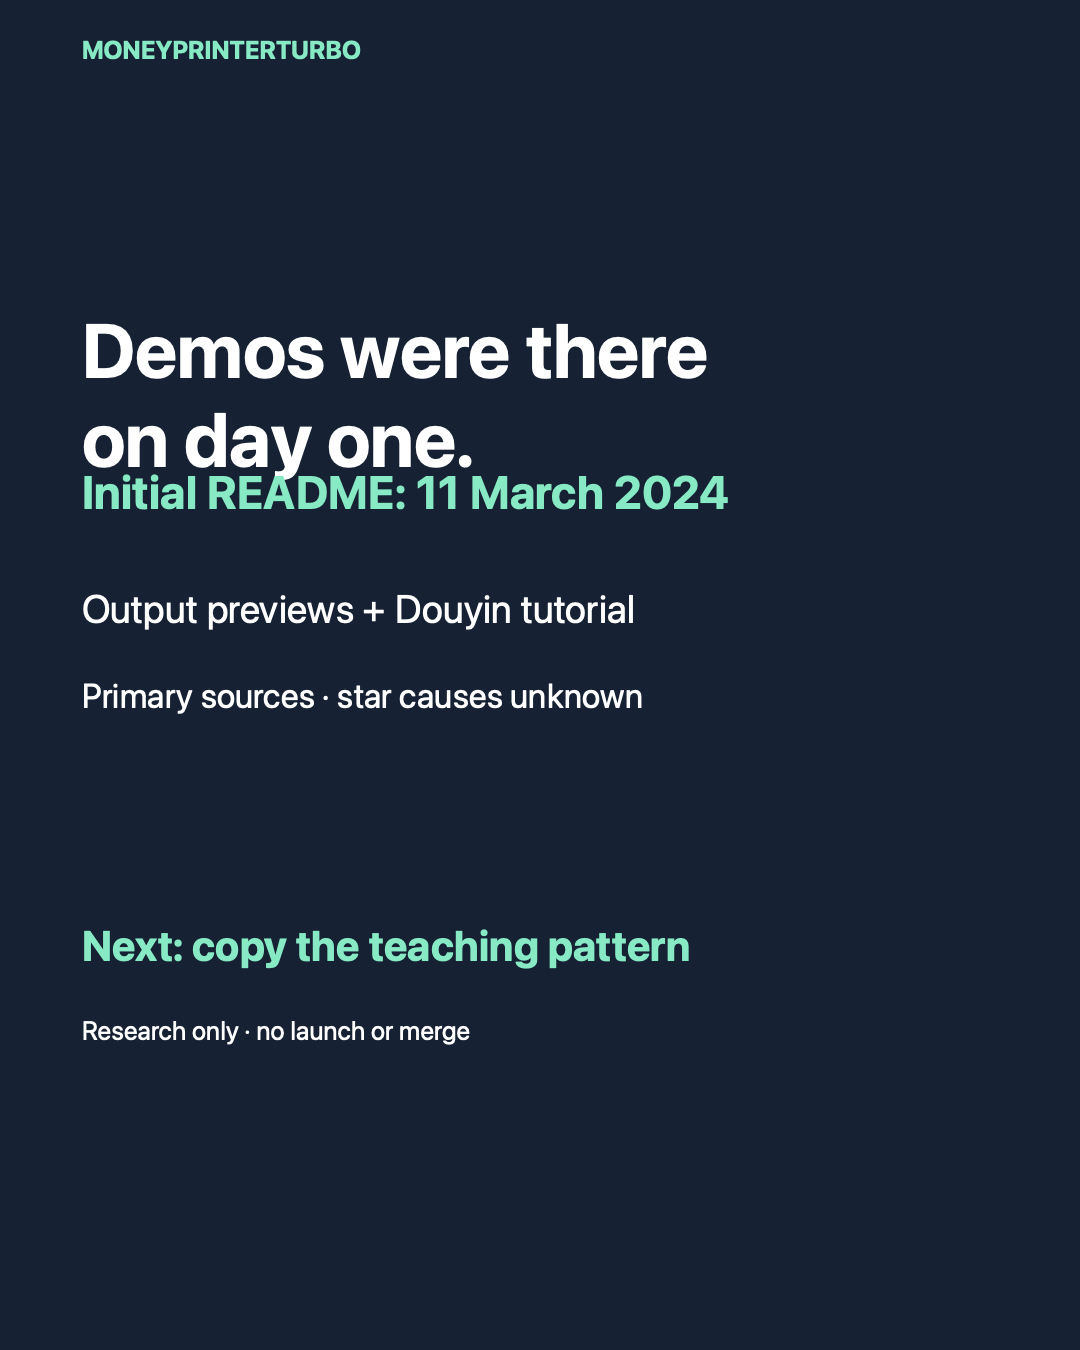 MONEYPRINTERTURBO
Demos were there
on day one.
Initial README: 11 March 2024
Output previews + Douyin tutorial
Primary sources · star causes unknown
Next: copy the teaching pattern
Research only · no launch or merge